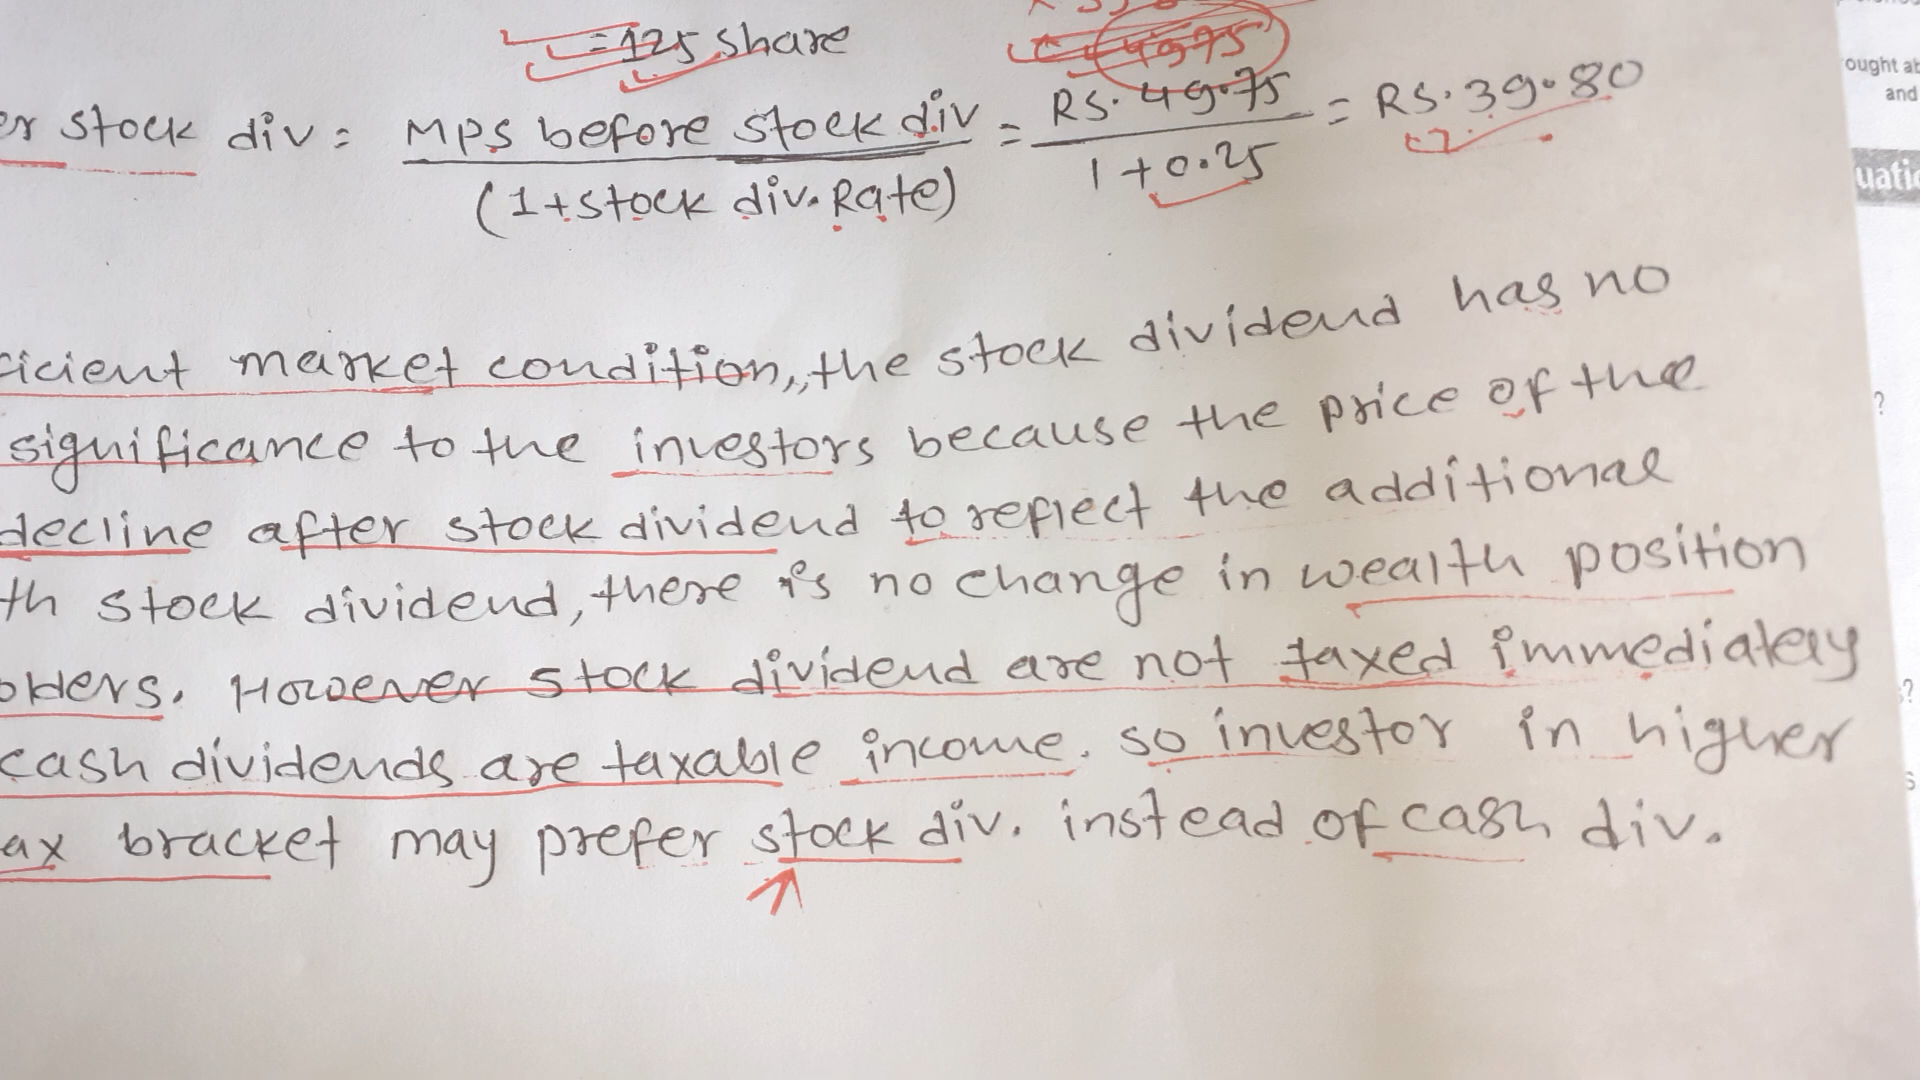 =125 share
4975
er stock div = MPS before stock div / (1+stock div. Rate) = RS. 49.75 / 1+0.25 = RS. 39.80
icient market condition, the stock dividend has no
significance to the investors because the price of the
decline after stock dividend to reflect the additional
th stock dividend, there is no change in wealth position
olders. However stock dividend are not taxed immediately
cash dividends are taxable income. so investor in higher
ax bracket may prefer stock div. instead of cash div.
ought ab
and
uatio
?
?
s